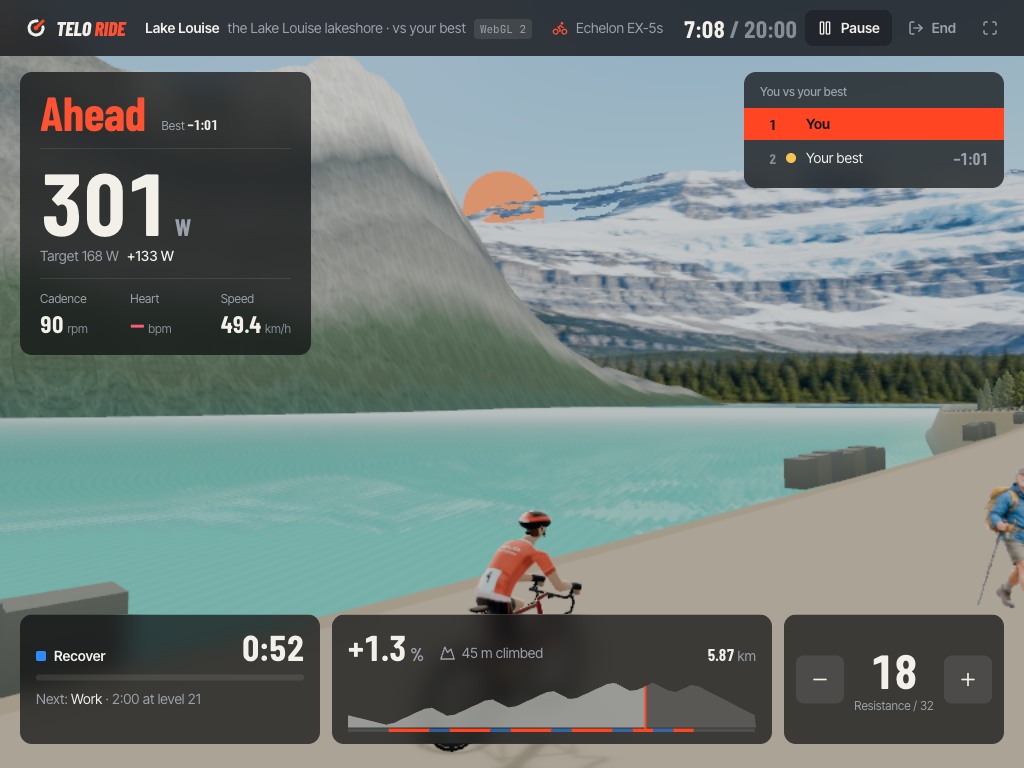 TELO RIDE
Lake Louise the Lake Louise lakeshore · vs your best WebGL 2
Echelon EX-5s
7:08 / 20:00
Pause
End
Ahead Best −1:01
301 W
Target 168 W +133 W
Cadence Heart Speed
90 rpm — bpm 49.4 km/h
You vs your best
1 You
2 Your best −1:01
Recover 0:52
Next: Work · 2:00 at level 21
+1.3 % 45 m climbed 5.87 km
− 18 +
Resistance / 32